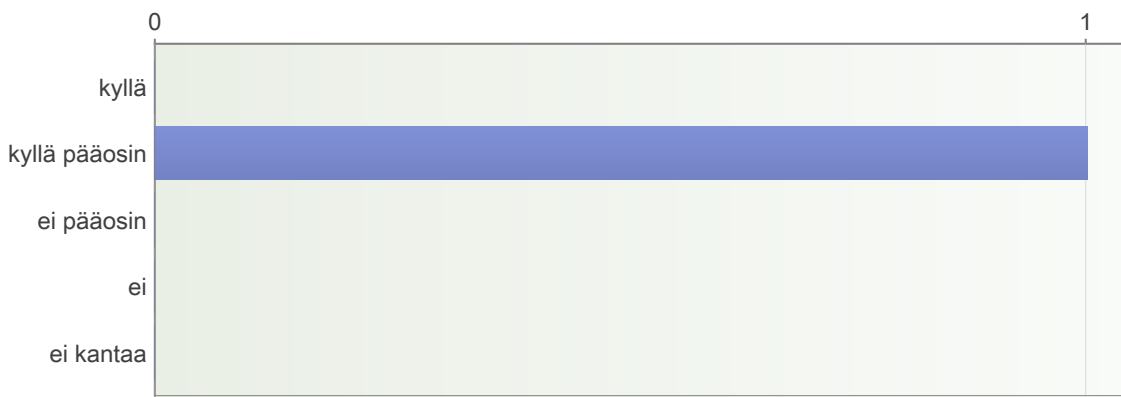 0 1
kyllä
kyllä pääosin
ei pääosin
ei
ei kantaa